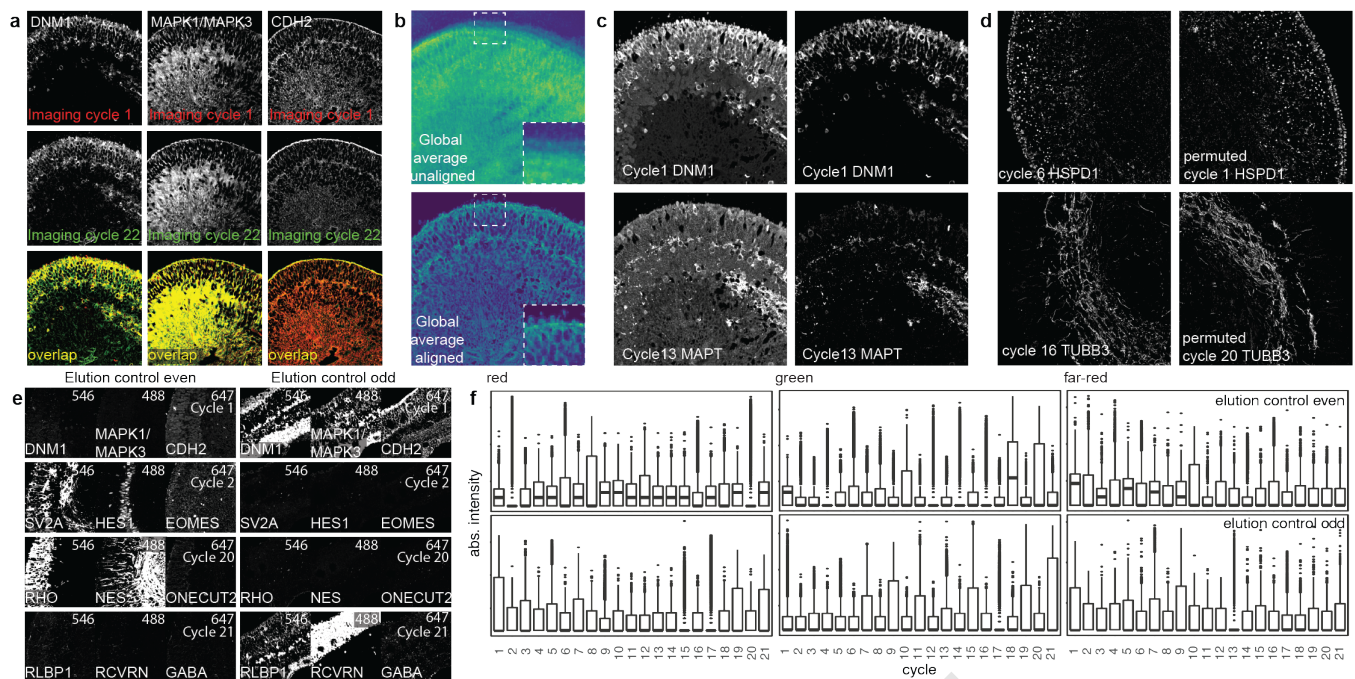 a
DNM1
MAPK1/MAPK3
CDH2
Imaging cycle 1
Imaging cycle 1
Imaging cycle 1
Imaging cycle 22
Imaging cycle 22
Imaging cycle 22
overlap
overlap
overlap
b
Global
average
unaligned
Global
average
aligned
c
Cycle1 DNM1
Cycle1 DNM1
Cycle13 MAPT
Cycle13 MAPT
d
cycle 6 HSPD1
permuted
cycle 1 HSPD1
cycle 16 TUBB3
permuted
cycle 20 TUBB3
e
Elution control even
Elution control odd
546
488
647
Cycle 1
DNM1
MAPK1/
MAPK3
CDH2
546
488
647
Cycle 1
DNM1
MAPK1/
MAPK3
CDH2
546
488
647
Cycle 2
SV2A
HES1
EOMES
546
488
647
Cycle 2
SV2A
HES1
EOMES
546
488
647
Cycle 20
RHO
NES
ONECUT2
546
488
647
Cycle 20
RHO
NES
ONECUT2
546
488
647
Cycle 21
RLBP1
RCVRN
GABA
546
488
647
Cycle 21
RLBP1
RCVRN
GABA
f
red
green
far-red
elution control even
elution control odd
abs. intensity
1 2 3 4 5 6 7 8 9 10 11 12 13 14 15 16 17 18 19 20 21
1 2 3 4 5 6 7 8 9 10 11 12 13 14 15 16 17 18 19 20 21
1 2 3 4 5 6 7 8 9 10 11 12 13 14 15 16 17 18 19 20 21
cycle